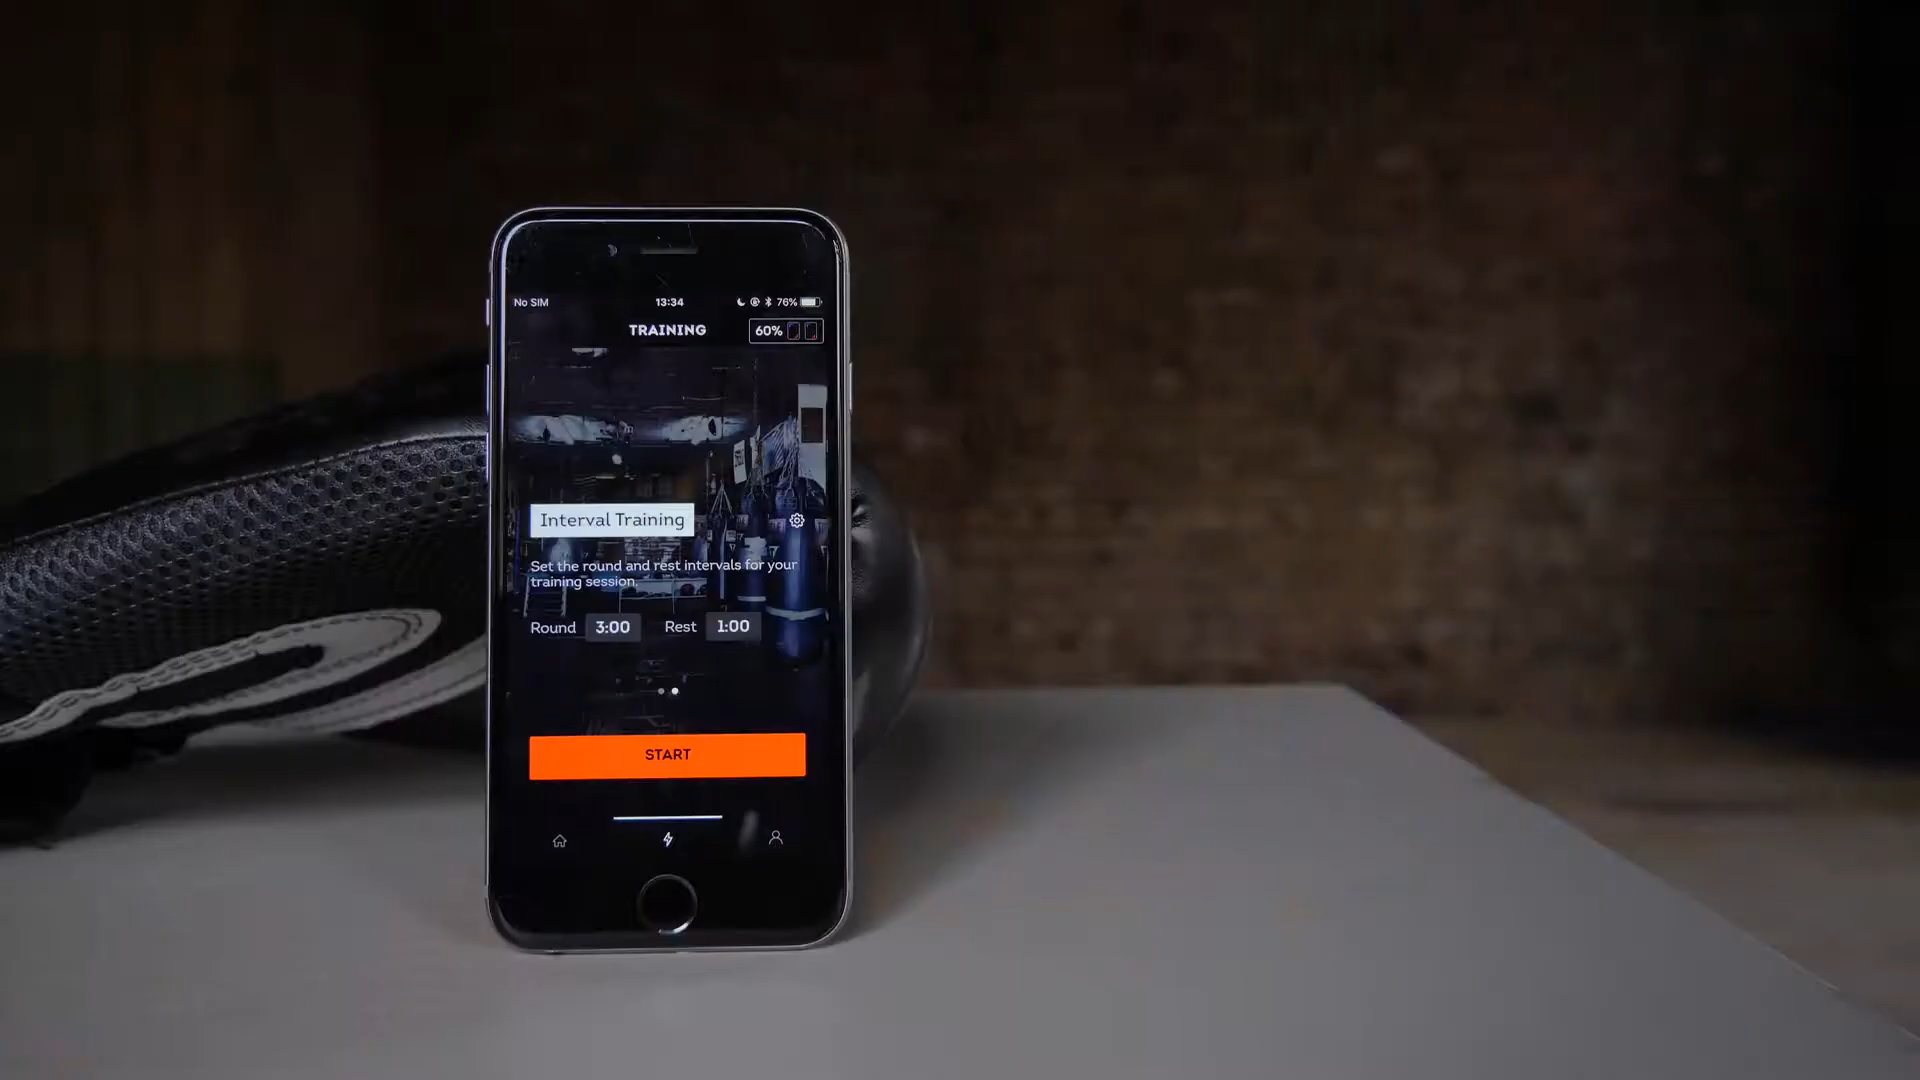 No SIM 13:34 76%
TRAINING 60%
Interval Training
Set the round and rest intervals for your
training session.
Round 3:00 Rest 1:00
START